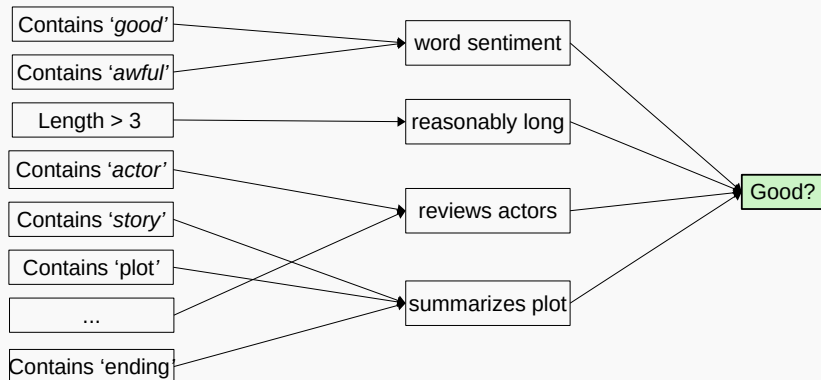 Contains ‘good’
Contains ‘awful’
Length > 3
Contains ‘actor’
Contains ‘story’
Contains ‘plot’
...
Contains ‘ending’
word sentiment
reasonably long
reviews actors
summarizes plot
Good?